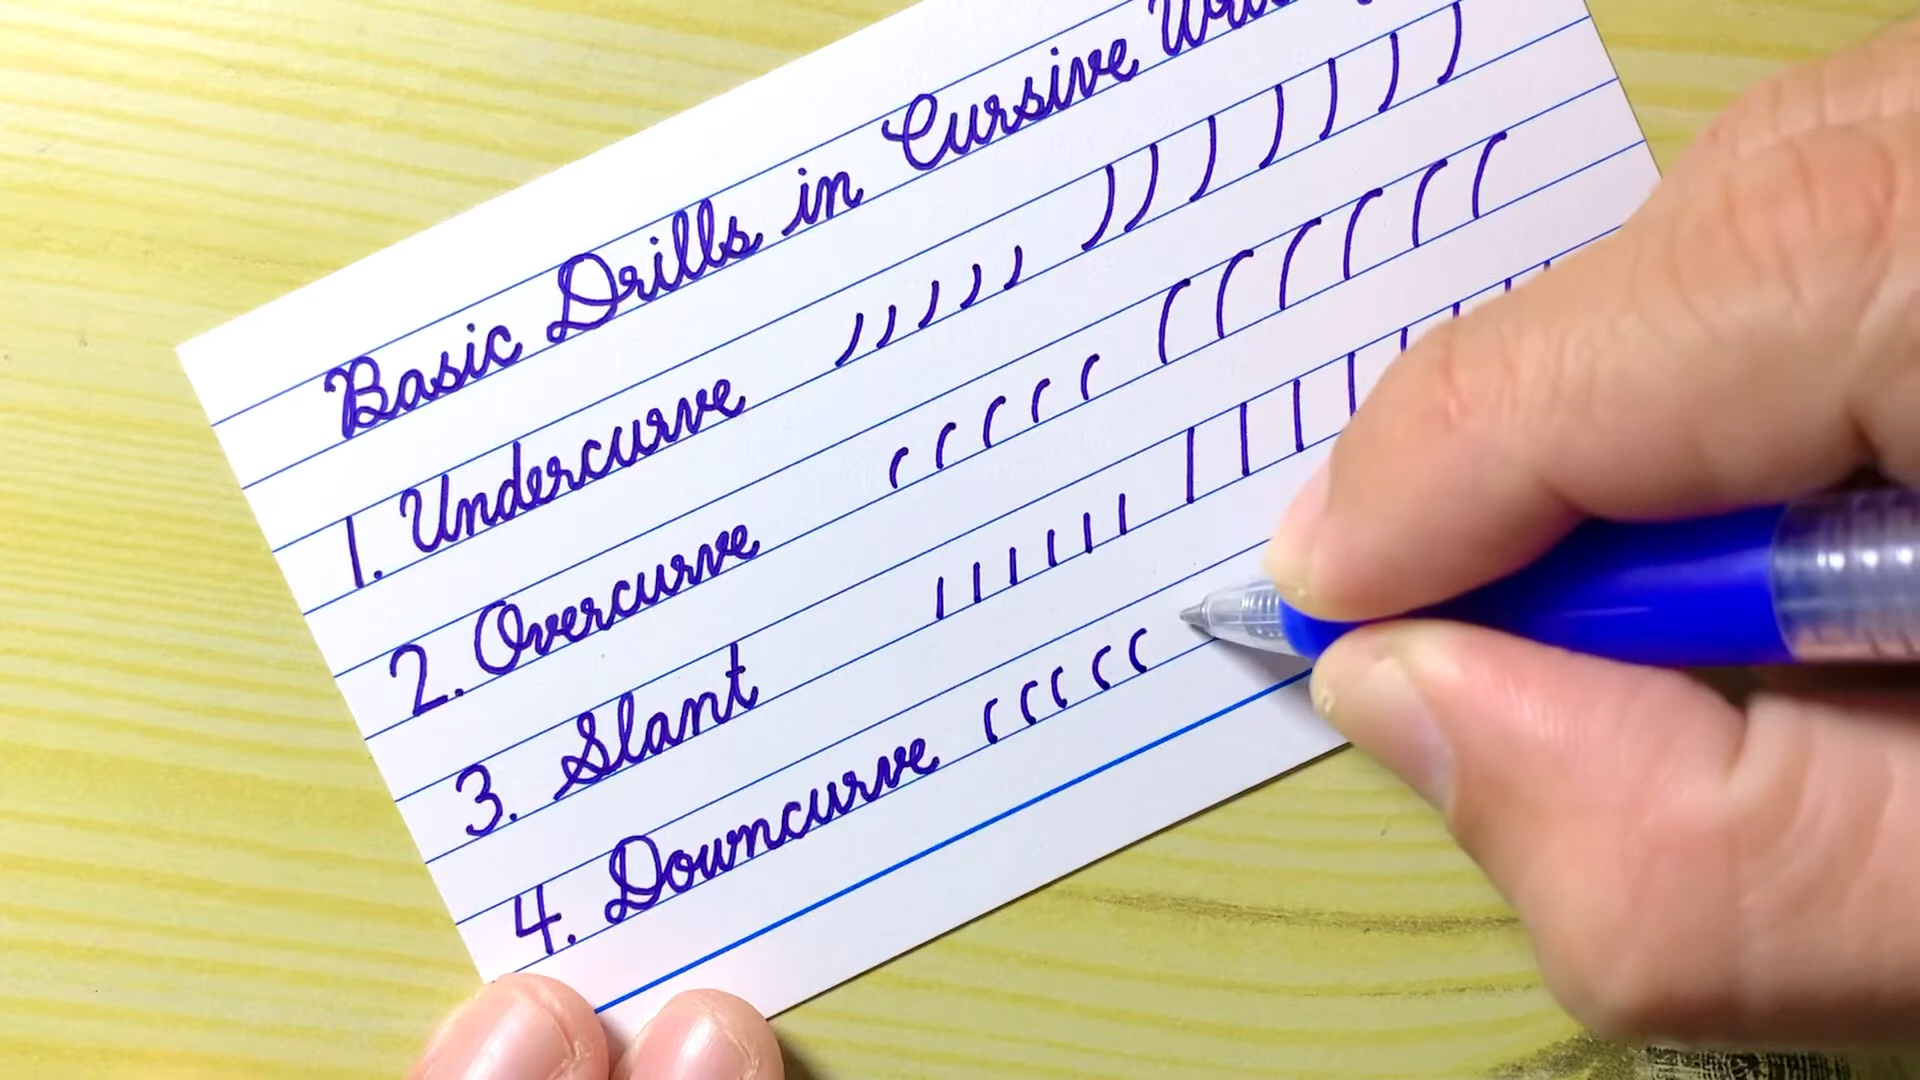 Basic Drills in Cursive
1. Undercurve
2. Overcurve
3. Slant
4. Downcurve